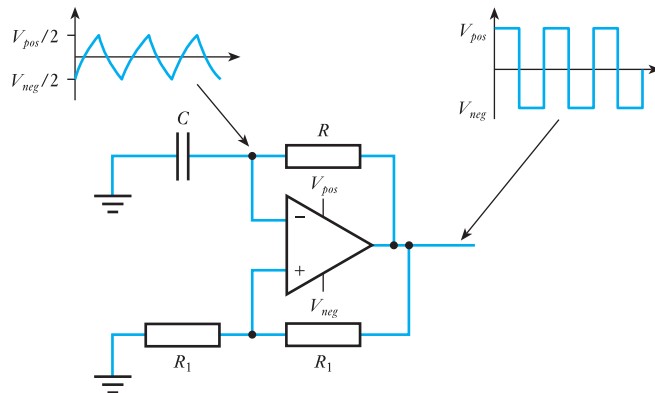 V_pos/2
V_neg/2
V_pos
V_neg
C
R
V_pos
−
+
V_neg
R_1
R_1